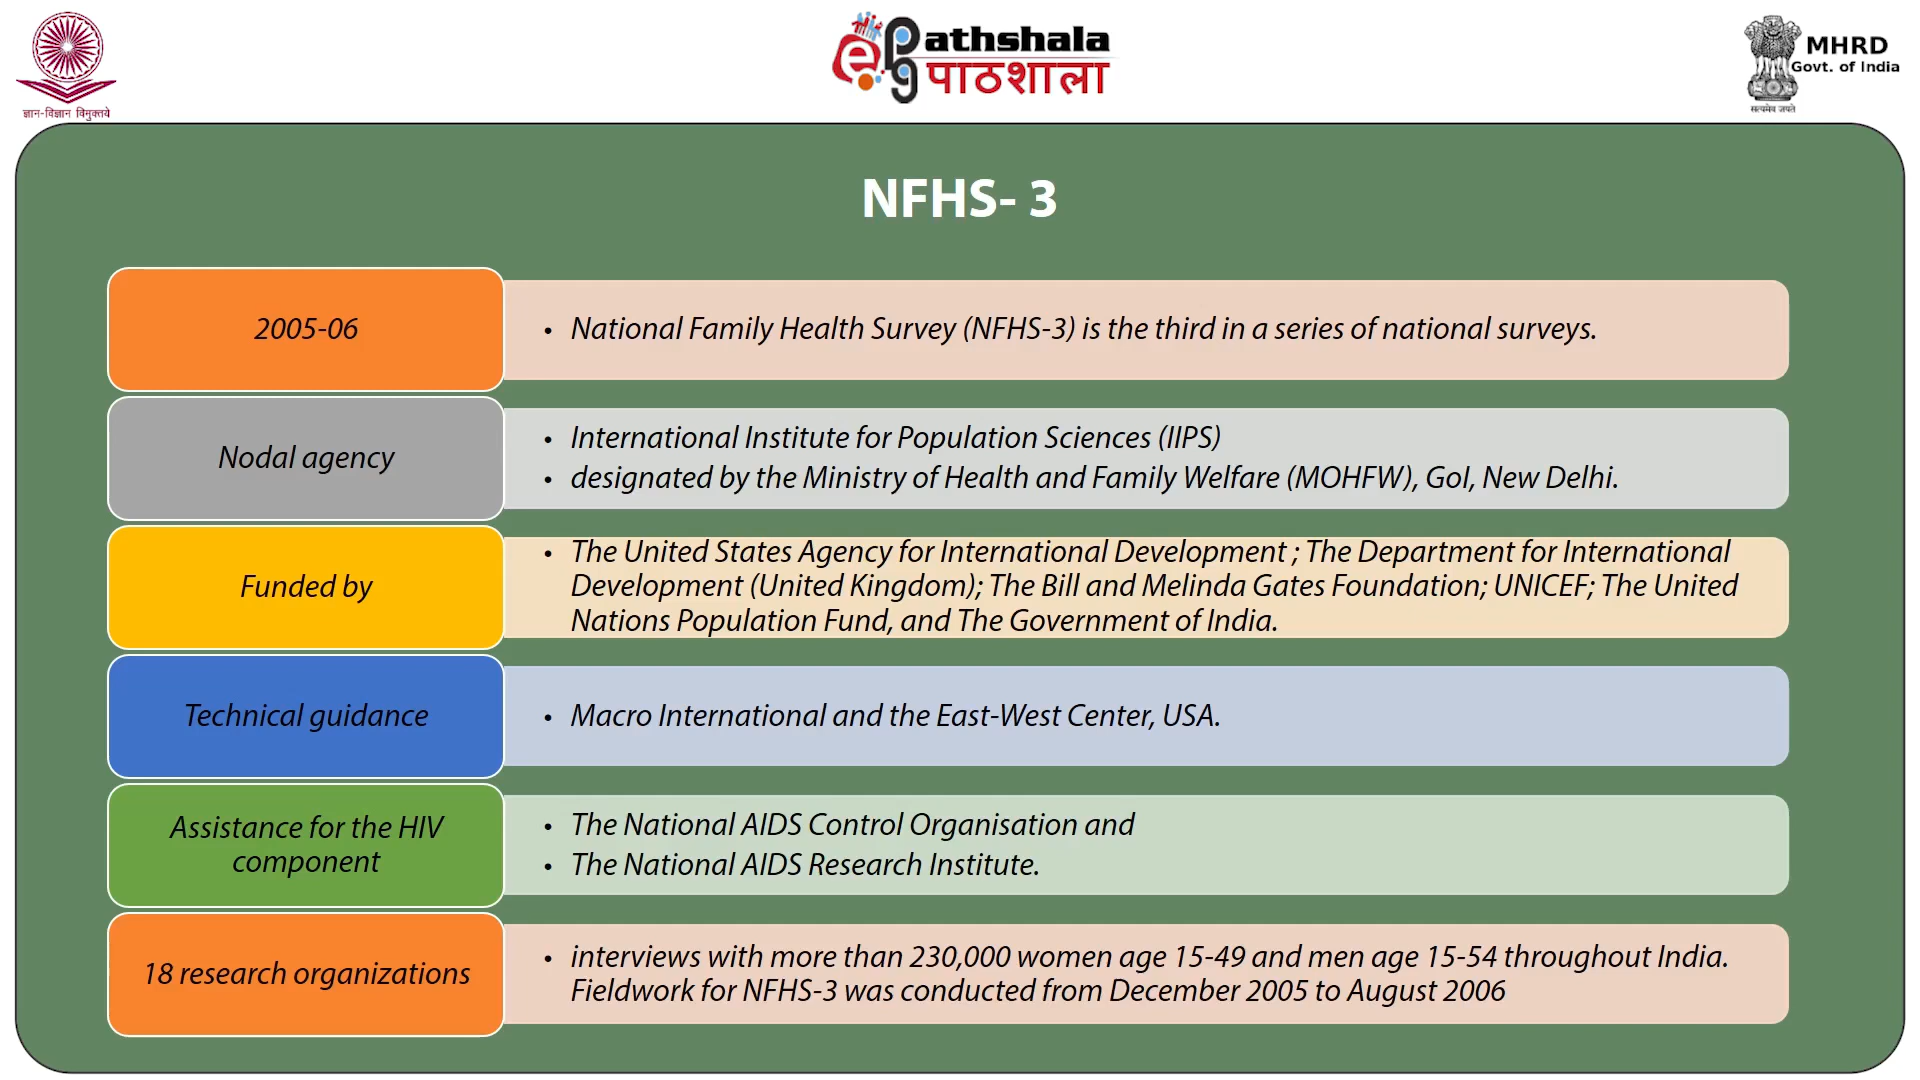 ज्ञान-विज्ञान विमुक्तये
ePathshala
पाठशाला
MHRD
Govt. of India
सत्यमेव जयते
NFHS- 3
2005-06
• National Family Health Survey (NFHS-3) is the third in a series of national surveys.
Nodal agency
• International Institute for Population Sciences (IIPS)
• designated by the Ministry of Health and Family Welfare (MOHFW), GoI, New Delhi.
Funded by
• The United States Agency for International Development ; The Department for International
Development (United Kingdom); The Bill and Melinda Gates Foundation; UNICEF; The United
Nations Population Fund, and The Government of India.
Technical guidance
• Macro International and the East-West Center, USA.
Assistance for the HIV
component
• The National AIDS Control Organisation and
• The National AIDS Research Institute.
18 research organizations
• interviews with more than 230,000 women age 15-49 and men age 15-54 throughout India.
Fieldwork for NFHS-3 was conducted from December 2005 to August 2006